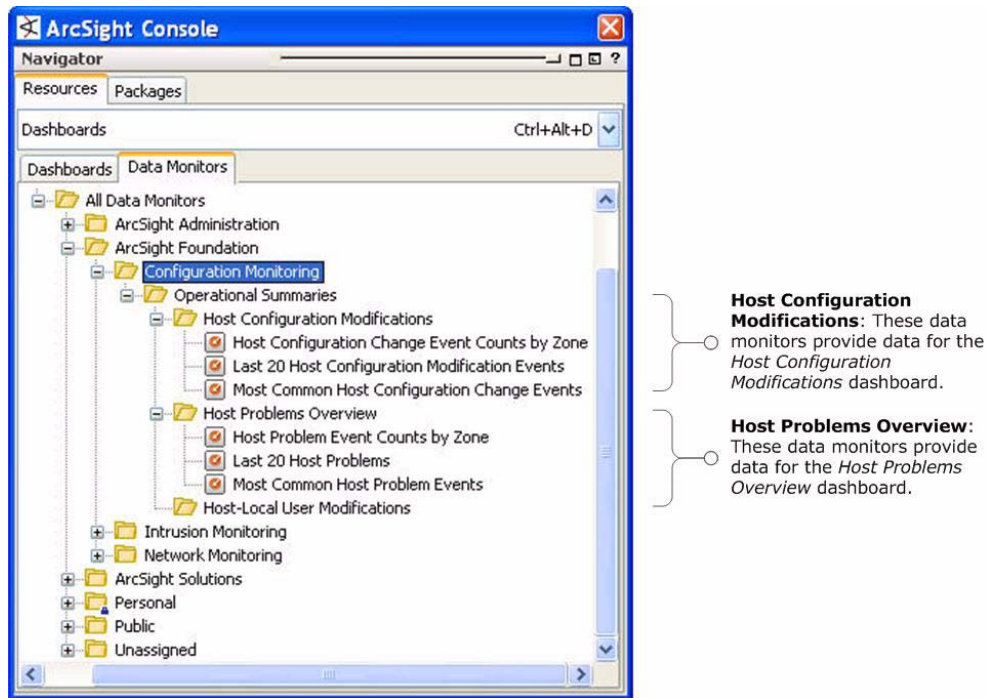 ArcSight Console
Navigator
?
Resources
Packages
Dashboards
Ctrl+Alt+D
Dashboards
Data Monitors
All Data Monitors
ArcSight Administration
ArcSight Foundation
Configuration Monitoring
Operational Summaries
Host Configuration Modifications
Host Configuration Change Event Counts by Zone
Last 20 Host Configuration Modification Events
Most Common Host Configuration Change Events
Host Problems Overview
Host Problem Event Counts by Zone
Last 20 Host Problems
Most Common Host Problem Events
Host-Local User Modifications
Intrusion Monitoring
Network Monitoring
ArcSight Solutions
Personal
Public
Unassigned
Host Configuration
Modifications: These data
monitors provide data for the
Host Configuration
Modifications dashboard.
Host Problems Overview:
These data monitors provide
data for the Host Problems
Overview dashboard.